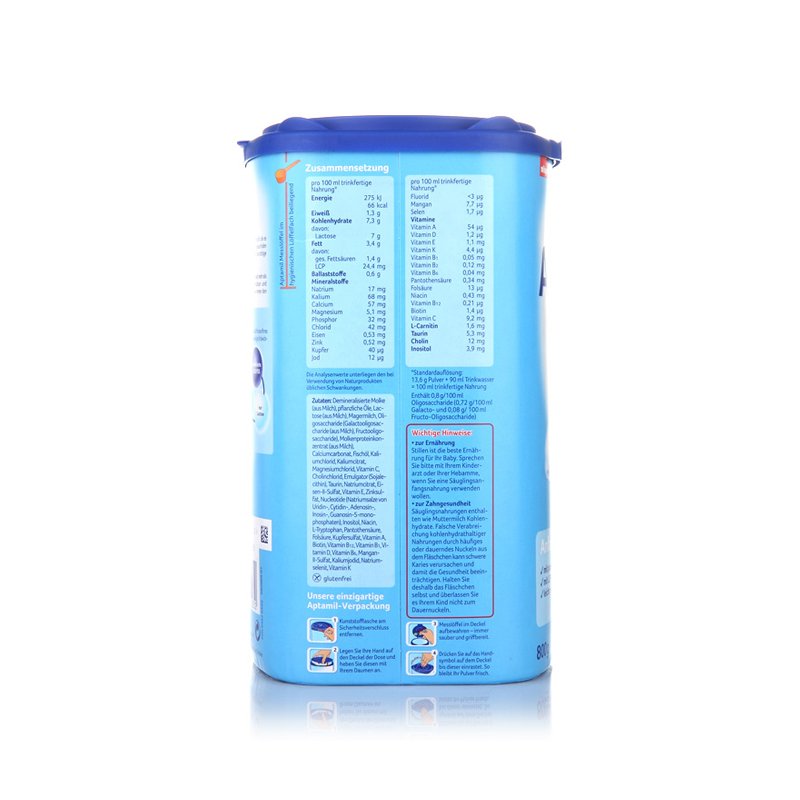 Aptamil Messlöffel im
hygienischen Löffelfach beiliegend
Zusammensetzung
pro 100 ml trinkfertige
Nahrung*
Energie 275 kJ
66 kcal
Eiweiß 1,3 g
Kohlenhydrate 7,3 g
davon:
Lactose 7 g
Fett 3,4 g
davon:
ges. Fettsäuren 1,4 g
LCP 24,4 mg
Ballaststoffe 0,6 g
Mineralstoffe
Natrium 17 mg
Kalium 68 mg
Calcium 57 mg
Magnesium 5,1 mg
Phosphor 32 mg
Chlorid 42 mg
Eisen 0,53 mg
Zink 0,52 mg
Kupfer 40 µg
Jod 12 µg
Die Analysenwerte unterliegen den bei
Verwendung von Naturprodukten
üblichen Schwankungen.
Zutaten: Demineralisierte Molke
(aus Milch), pflanzliche Öle, Lac-
tose (aus Milch), Magermilch, Oli-
gosaccharide (Galactooligosac-
charide (aus Milch), Fructooligo-
saccharide), Molkenproteinkon-
zentrat (aus Milch),
Calciumcarbonat, Fischöl, Kali-
umchlorid, Kaliumcitrat,
Magnesiumchlorid, Vitamin C,
Cholinchlorid, Emulgator (Sojale-
cithin), Taurin, Natriumcitrat, Ei-
sen-II-Sulfat, Vitamin E, Zinksul-
fat, Nucleotide (Natriumsalze von
Uridin-, Cytidin-, Adenosin-,
Inosin-, Guanosin-5-mono-
phosphaten), Inositol, Niacin,
L-Tryptophan, Pantothensäure,
Folsäure, Kupfersulfat, Vitamin A,
Biotin, Vitamin B12, Vitamin B1, Vi-
tamin D, Vitamin B6, Mangan-
II-Sulfat, Kaliumjodid, Natrium-
selenit, Vitamin K
glutenfrei
Unsere einzigartige
Aptamil-Verpackung
1 Kunststofflasche am
Sicherheitsverschluss
entfernen.
2 Legen Sie Ihre Hand auf
den Deckel der Dose und
heben Sie diesen mit
Ihrem Daumen an.
pro 100 ml trinkfertige
Nahrung*
Fluorid <3 µg
Mangan 7,7 µg
Selen 1,7 µg
Vitamine
Vitamin A 54 µg
Vitamin D 1,2 µg
Vitamin E 1,1 mg
Vitamin K 4,4 µg
Vitamin B1 0,05 mg
Vitamin B2 0,12 mg
Vitamin B6 0,04 mg
Pantothensäure 0,34 mg
Folsäure 13 µg
Niacin 0,43 mg
Vitamin B12 0,21 µg
Biotin 1,4 µg
Vitamin C 9,2 mg
L-Carnitin 1,6 mg
Taurin 5,3 mg
Cholin 12 mg
Inositol 3,9 mg
*Standardauflösung:
13,6 g Pulver + 90 ml Trinkwasser
= 100 ml trinkfertige Nahrung
Enthält 0,8 g/100 ml
Oligosaccharide (0,72 g/100 ml
Galacto- und 0,08 g/ 100 ml
Fructo-Oligosaccharide)
Wichtige Hinweise:
• zur Ernährung
Stillen ist die beste Ernäh-
rung für Ihr Baby. Sprechen
Sie bitte mit Ihrem Kinder-
arzt oder Ihrer Hebamme,
wenn Sie eine Säuglingsan-
fangsnahrung verwenden
wollen.
• zur Zahngesundheit
Säuglingsnahrungen enthal-
ten wie Muttermilch Kohlen-
hydrate. Falsche Verabrei-
chung kohlenhydrathaltiger
Nahrungen durch häufiges
oder dauerndes Nuckeln aus
dem Fläschchen kann schwere
Karies verursachen und
damit die Gesundheit beein-
trächtigen. Halten Sie
deshalb das Fläschchen
selbst und überlassen Sie
es Ihrem Kind nicht zum
Dauernuckeln.
3 Messlöffel im Deckel
aufbewahren – immer
sauber und griffbereit.
4 Drücken Sie auf das Hand-
symbol auf dem Deckel
bis dieser einrastet. So
bleibt Ihr Pulver frisch.
800